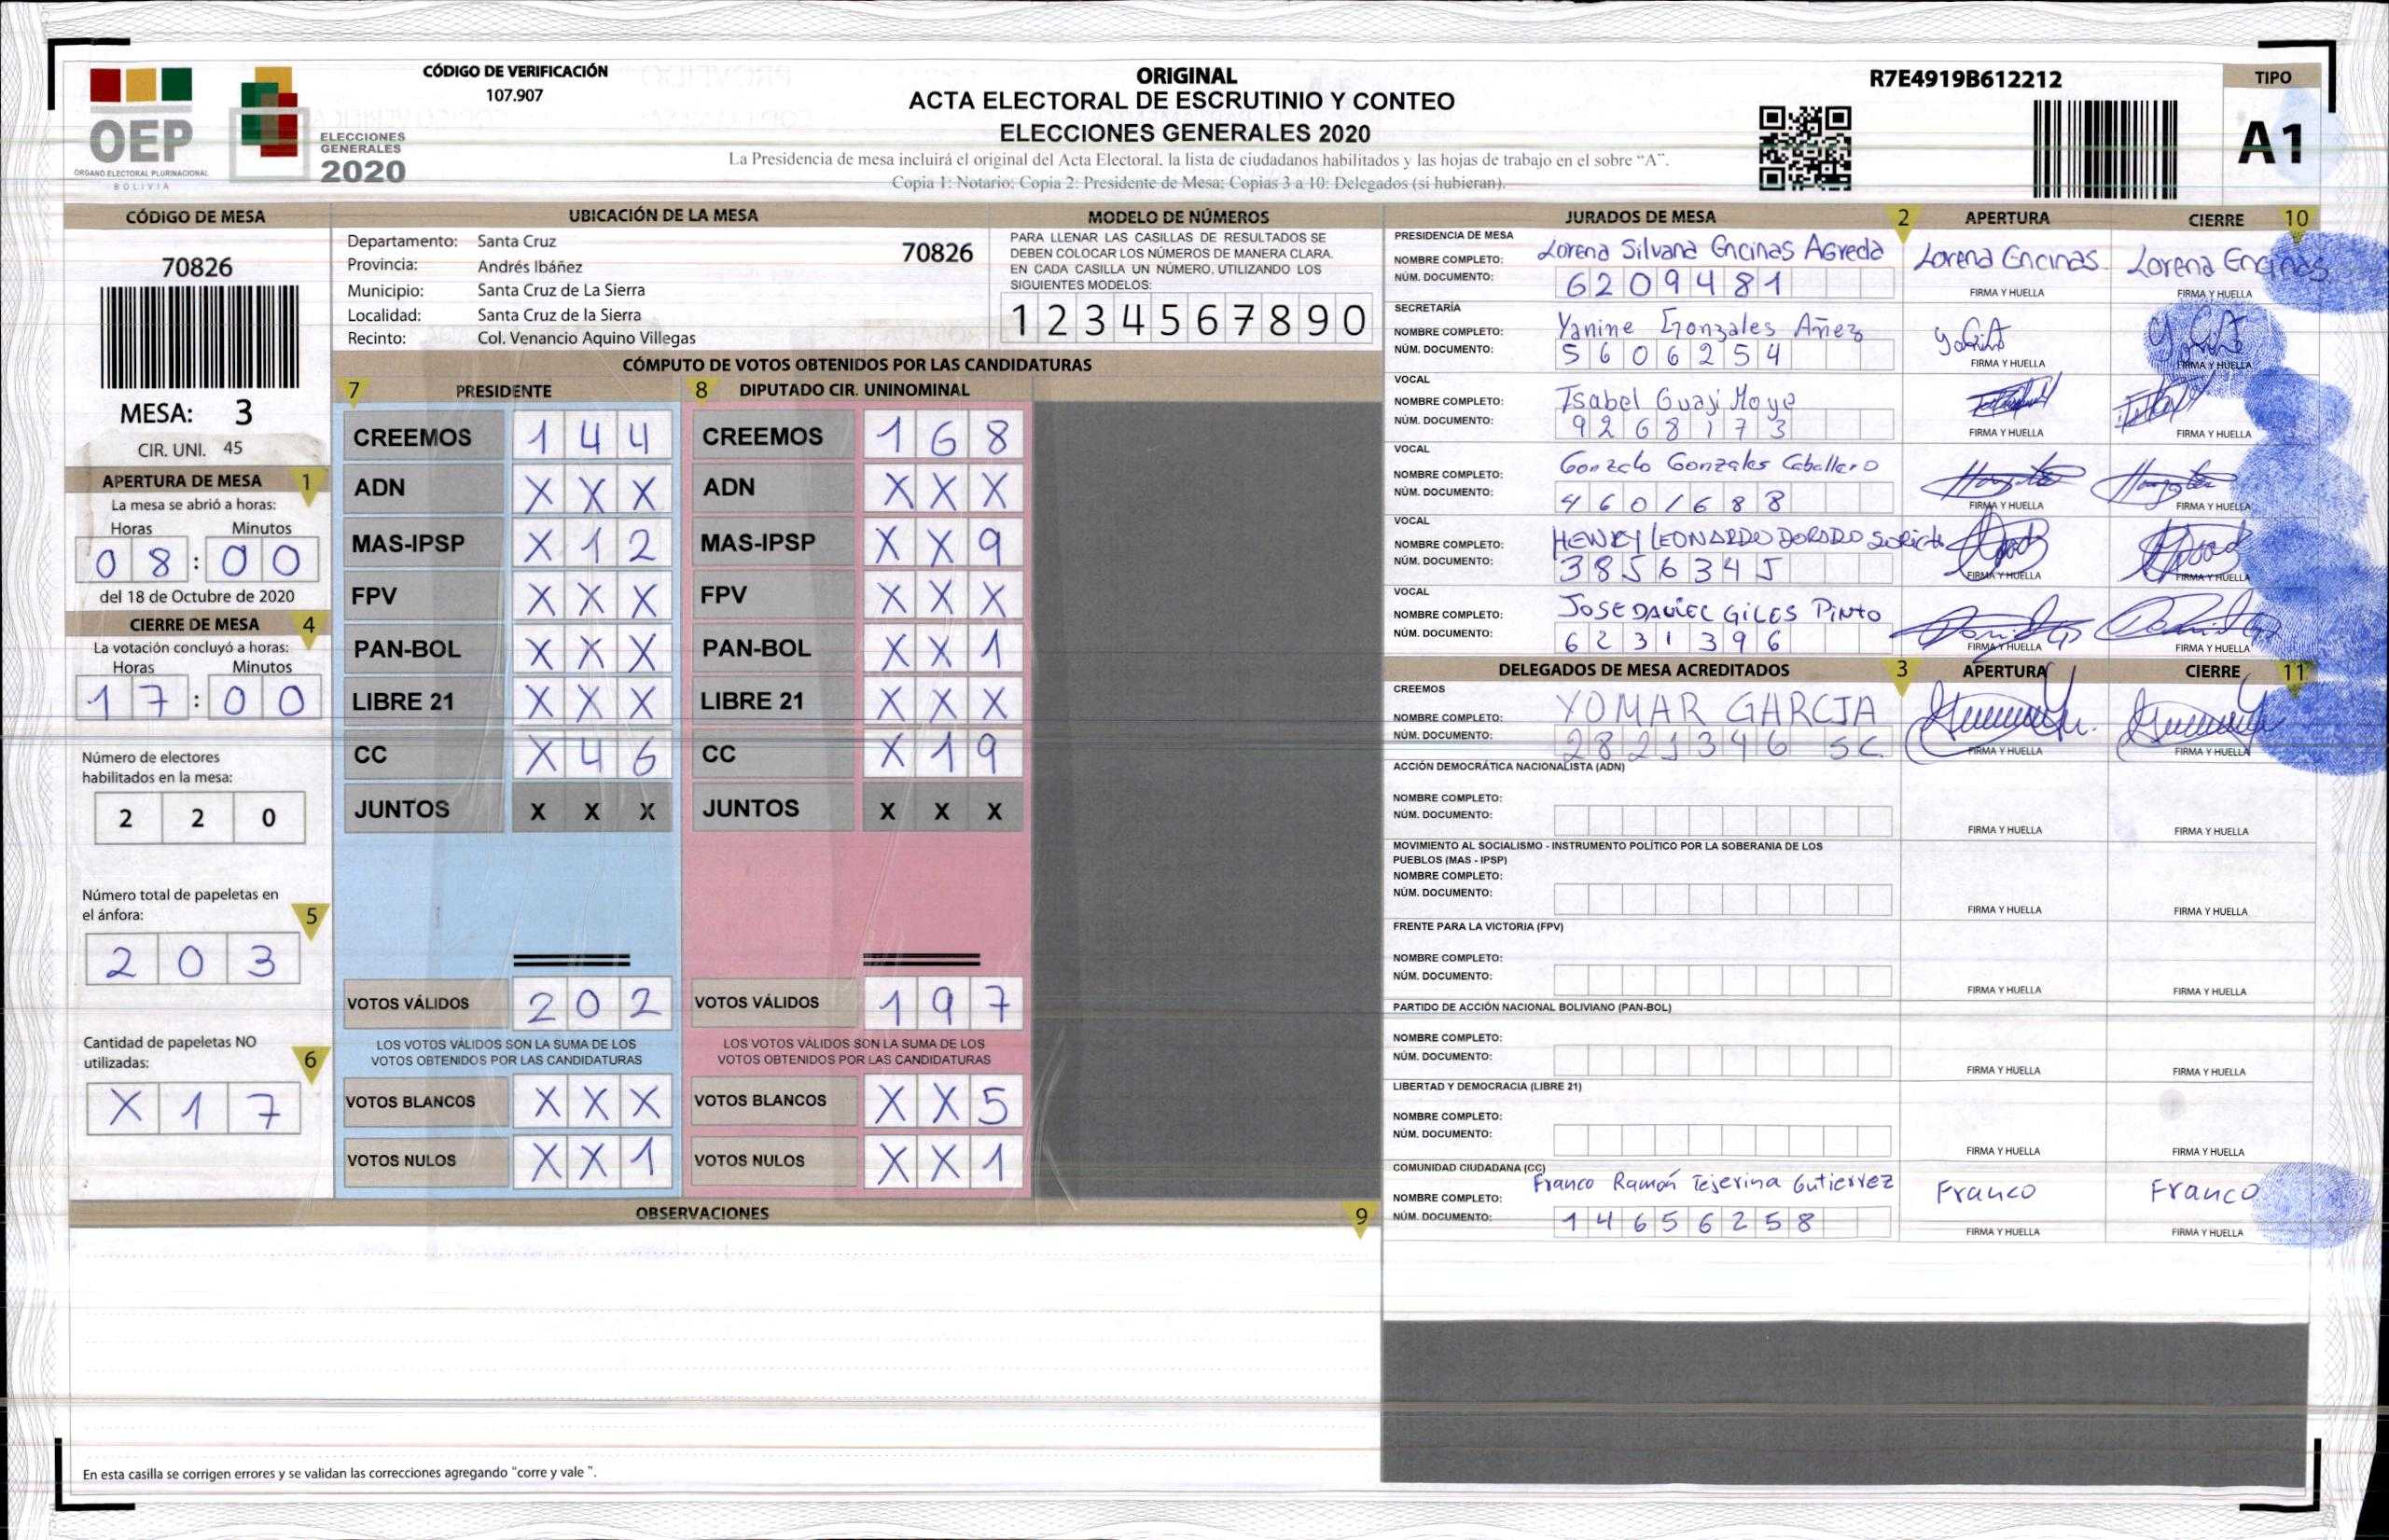 CÓDIGO DE VERIFICACIÓN
107.907
OEP
ÓRGANO ELECTORAL PLURINACIONAL
BOLIVIA
ELECCIONES
GENERALES
2020
ORIGINAL
ACTA ELECTORAL DE ESCRUTINIO Y CONTEO
ELECCIONES GENERALES 2020
La Presidencia de mesa incluirá el original del Acta Electoral, la lista de ciudadanos habilitados y las hojas de trabajo en el sobre “A”.
Copia 1: Notario; Copia 2: Presidente de Mesa; Copias 3 a 10: Delegados (si hubieran).
R7E4919B612212
TIPO
A1
CÓDIGO DE MESA
70826
MESA: 3
CIR. UNI. 45
APERTURA DE MESA 1
La mesa se abrió a horas:
Horas Minutos
08:00
del 18 de Octubre de 2020
CIERRE DE MESA 4
La votación concluyó a horas:
Horas Minutos
17:00
Número de electores
habilitados en la mesa:
2 2 0
Número total de papeletas en
el ánfora: 5
2 0 3
Cantidad de papeletas NO
utilizadas: 6
X 1 7
UBICACIÓN DE LA MESA
Departamento: Santa Cruz 70826
Provincia: Andrés Ibáñez
Municipio: Santa Cruz de La Sierra
Localidad: Santa Cruz de la Sierra
Recinto: Col. Venancio Aquino Villegas
MODELO DE NÚMEROS
PARA LLENAR LAS CASILLAS DE RESULTADOS SE
DEBEN COLOCAR LOS NÚMEROS DE MANERA CLARA.
EN CADA CASILLA UN NÚMERO, UTILIZANDO LOS
SIGUIENTES MODELOS:
1 2 3 4 5 6 7 8 9 0
CÓMPUTO DE VOTOS OBTENIDOS POR LAS CANDIDATURAS
7 PRESIDENTE
CREEMOS 1 4 4
ADN X X X
MAS-IPSP X 1 2
FPV X X X
PAN-BOL X X X
LIBRE 21 X X X
CC X 4 6
JUNTOS X X X
VOTOS VÁLIDOS 2 0 2
LOS VOTOS VÁLIDOS SON LA SUMA DE LOS
VOTOS OBTENIDOS POR LAS CANDIDATURAS
VOTOS BLANCOS X X X
VOTOS NULOS X X 1
8 DIPUTADO CIR. UNINOMINAL
CREEMOS 1 6 8
ADN X X X
MAS-IPSP X X 9
FPV X X X
PAN-BOL X X 1
LIBRE 21 X X X
CC X 1 9
JUNTOS X X X
VOTOS VÁLIDOS 1 9 7
LOS VOTOS VÁLIDOS SON LA SUMA DE LOS
VOTOS OBTENIDOS POR LAS CANDIDATURAS
VOTOS BLANCOS X X 5
VOTOS NULOS X X 1
OBSERVACIONES 9
En esta casilla se corrigen errores y se validan las correcciones agregando "corre y vale ".
JURADOS DE MESA 2 APERTURA CIERRE 10
PRESIDENCIA DE MESA
NOMBRE COMPLETO: Lorena Silvana Encinas Agreda Lorena Encinas Lorena Encinas
NÚM. DOCUMENTO: 6209481 FIRMA Y HUELLA FIRMA Y HUELLA
SECRETARÍA
NOMBRE COMPLETO: Yanine Gonzales Añez
NÚM. DOCUMENTO: 5606254 FIRMA Y HUELLA FIRMA Y HUELLA
VOCAL
NOMBRE COMPLETO: Isabel Guaji Moye
NÚM. DOCUMENTO: 9268173 FIRMA Y HUELLA FIRMA Y HUELLA
VOCAL
NOMBRE COMPLETO: Gonzalo Gonzales Caballero
NÚM. DOCUMENTO: 4601688 FIRMA Y HUELLA FIRMA Y HUELLA
VOCAL
NOMBRE COMPLETO: HENRY LEONARDO DORADO
NÚM. DOCUMENTO: 3856345 FIRMA Y HUELLA FIRMA Y HUELLA
VOCAL
NOMBRE COMPLETO: JOSE DANIEL GILES PINTO
NÚM. DOCUMENTO: 6231396 FIRMA Y HUELLA FIRMA Y HUELLA
DELEGADOS DE MESA ACREDITADOS 3 APERTURA CIERRE 11
CREEMOS
NOMBRE COMPLETO: YOMAR GARCIA
NÚM. DOCUMENTO: 2821346 SC FIRMA Y HUELLA FIRMA Y HUELLA
ACCIÓN DEMOCRÁTICA NACIONALISTA (ADN)
NOMBRE COMPLETO:
NÚM. DOCUMENTO: FIRMA Y HUELLA FIRMA Y HUELLA
MOVIMIENTO AL SOCIALISMO - INSTRUMENTO POLÍTICO POR LA SOBERANIA DE LOS
PUEBLOS (MAS - IPSP)
NOMBRE COMPLETO:
NÚM. DOCUMENTO: FIRMA Y HUELLA FIRMA Y HUELLA
FRENTE PARA LA VICTORIA (FPV)
NOMBRE COMPLETO:
NÚM. DOCUMENTO: FIRMA Y HUELLA FIRMA Y HUELLA
PARTIDO DE ACCIÓN NACIONAL BOLIVIANO (PAN-BOL)
NOMBRE COMPLETO:
NÚM. DOCUMENTO: FIRMA Y HUELLA FIRMA Y HUELLA
LIBERTAD Y DEMOCRACIA (LIBRE 21)
NOMBRE COMPLETO:
NÚM. DOCUMENTO: FIRMA Y HUELLA FIRMA Y HUELLA
COMUNIDAD CIUDADANA (CC)
NOMBRE COMPLETO: Franco Ramón Tejerina Gutierrez Franco Franco
NÚM. DOCUMENTO: 14656258 FIRMA Y HUELLA FIRMA Y HUELLA